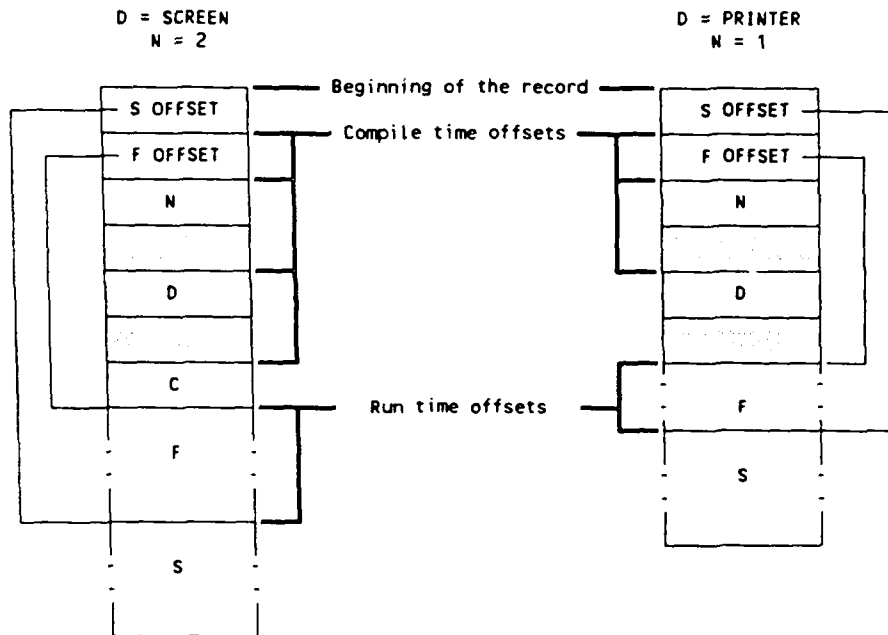 D = SCREEN
N = 2
D = PRINTER
N = 1
Beginning of the record
S OFFSET
S OFFSET
Compile time offsets
F OFFSET
F OFFSET
N
N
D
D
C
Run time offsets
F
F
S
S